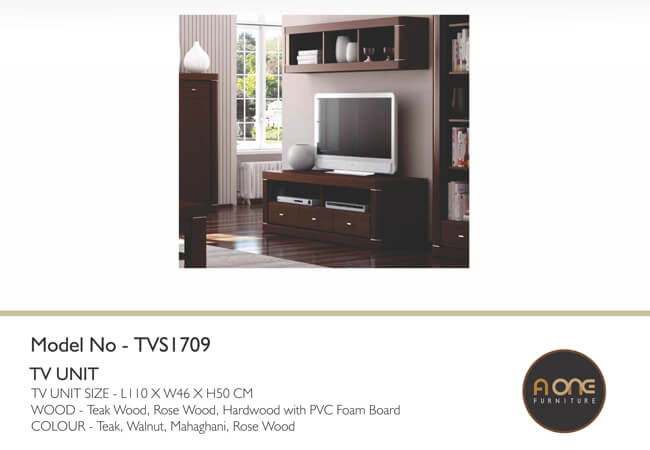 Model No - TVS1709
TV UNIT
TV UNIT SIZE - L110 X W46 X H50 CM
WOOD - Teak Wood, Rose Wood, Hardwood with PVC Foam Board
COLOUR - Teak, Walnut, Mahaghani, Rose Wood
A ONE
FURNITURE